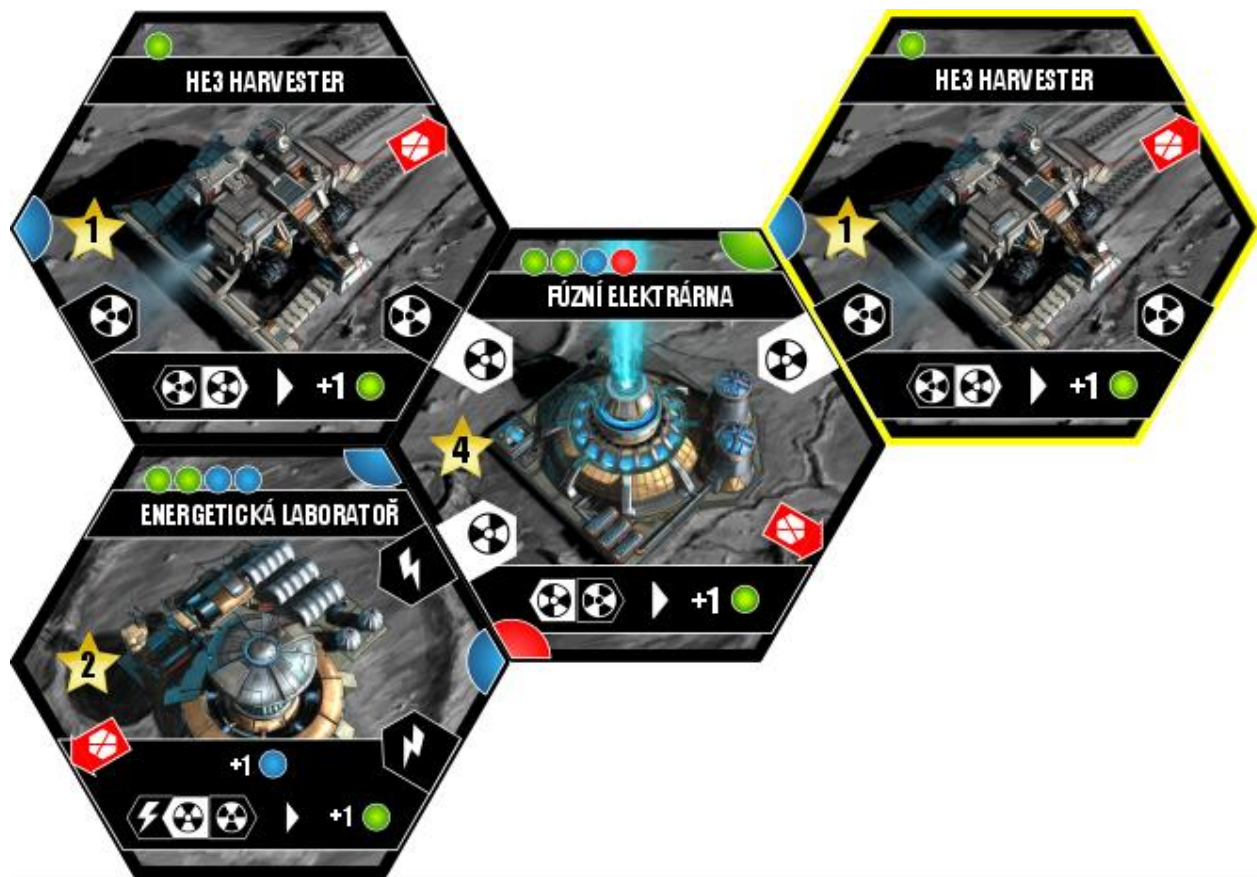 HE3 HARVESTER
1
+1
HE3 HARVESTER
1
+1
FÚZNÍ ELEKTRÁRNA
4
+1
ENERGETICKÁ LABORATOŘ
2
+1
+1